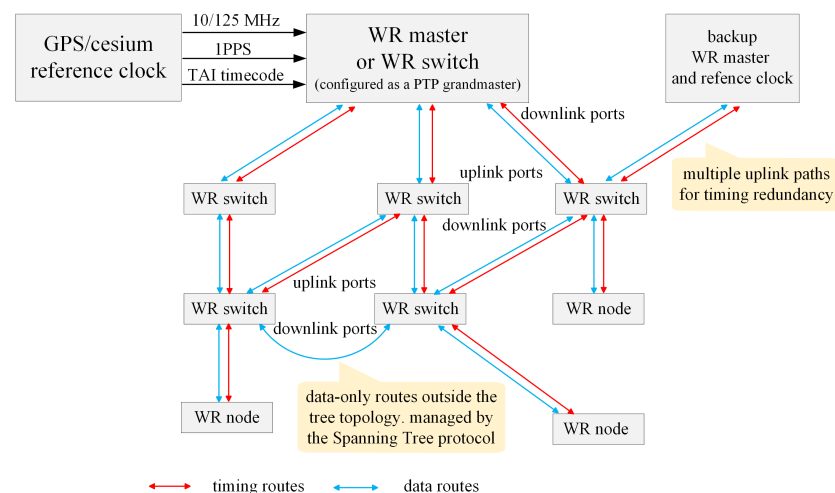 GPS/cesium
reference clock
10/125 MHz
1PPS
TAI timecode
WR master
or WR switch
(configured as a PTP grandmaster)
backup
WR master
and refence clock
downlink ports
uplink ports
multiple uplink paths
for timing redundancy
WR switch
WR switch
WR switch
downlink ports
uplink ports
WR switch
WR switch
WR node
downlink ports
data-only routes outside the
tree topology. managed by
the Spanning Tree protocol
WR node
WR node
timing routes
data routes